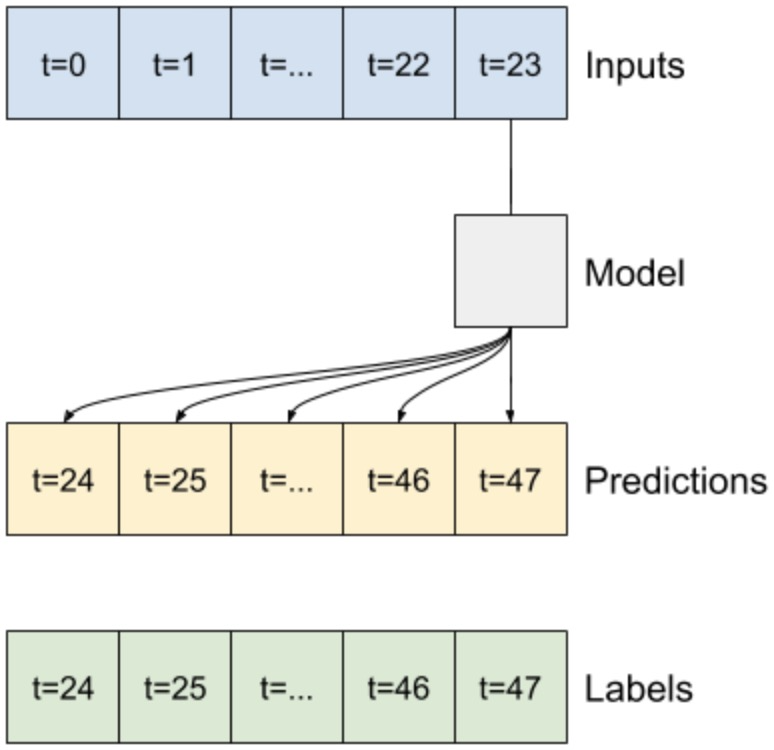 t=0 t=1 t=... t=22 t=23 Inputs
Model
t=24 t=25 t=... t=46 t=47 Predictions
t=24 t=25 t=... t=46 t=47 Labels